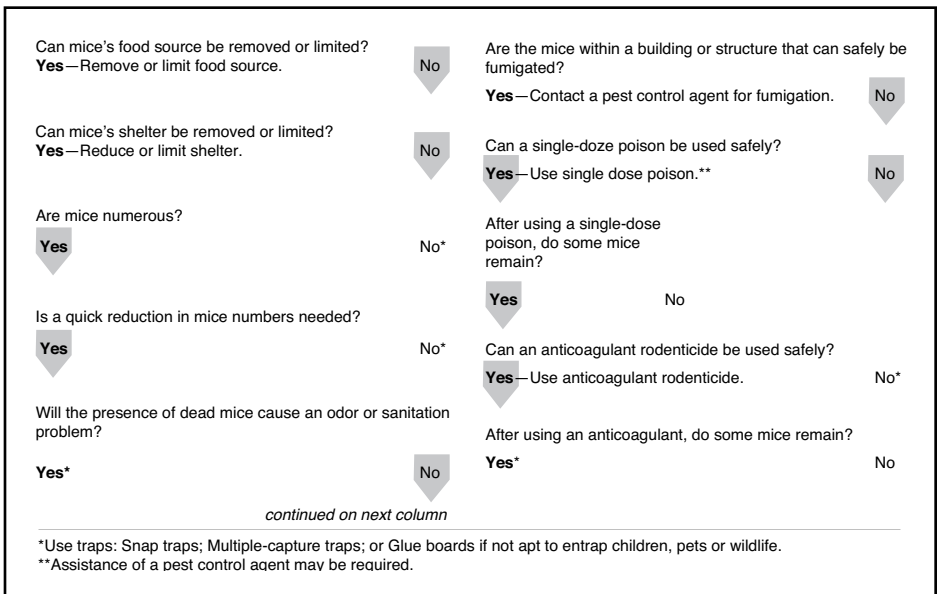 Can mice's food source be removed or limited?
Yes—Remove or limit food source. No
Can mice's shelter be removed or limited?
Yes—Reduce or limit shelter. No
Are mice numerous?
Yes No*
Is a quick reduction in mice numbers needed?
Yes No*
Will the presence of dead mice cause an odor or sanitation
problem?
Yes* No
continued on next column
Are the mice within a building or structure that can safely be
fumigated?
Yes—Contact a pest control agent for fumigation. No
Can a single-doze poison be used safely?
Yes—Use single dose poison.** No
After using a single-dose
poison, do some mice
remain?
Yes No
Can an anticoagulant rodenticide be used safely?
Yes—Use anticoagulant rodenticide. No*
After using an anticoagulant, do some mice remain?
Yes* No
*Use traps: Snap traps; Multiple-capture traps; or Glue boards if not apt to entrap children, pets or wildlife.
**Assistance of a pest control agent may be required.